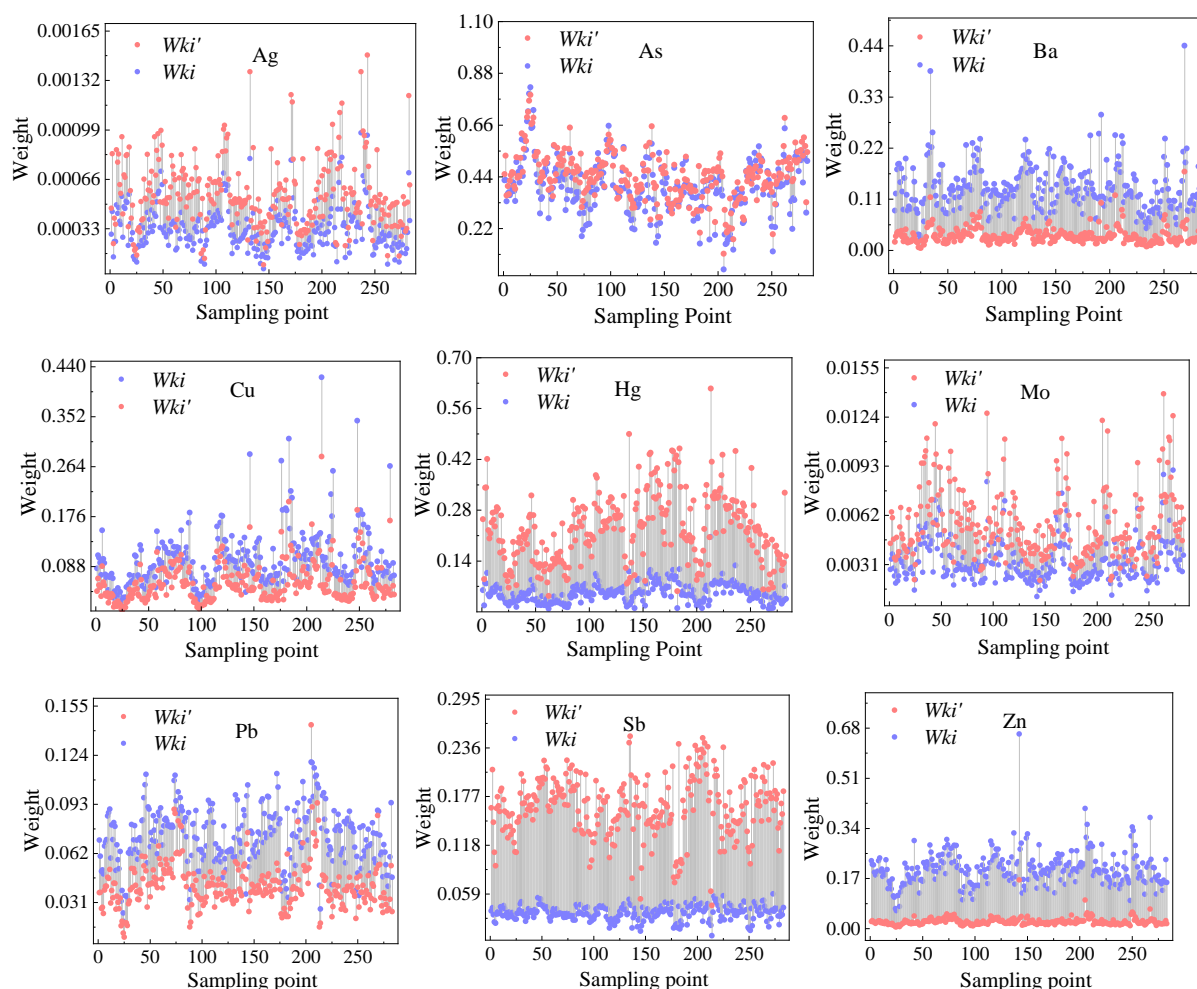 Ag
Wki'
Wki
0.00165
0.00132
0.00099
0.00066
0.00033
Weight
0 50 100 150 200 250
Sampling point
As
Wki'
Wki
1.10
0.88
0.66
0.44
0.22
Weight
0 50 100 150 200 250
Sampling Point
Ba
Wki'
Wki
0.44
0.33
0.22
0.11
0.00
Weight
0 50 100 150 200 250
Sampling Point
Cu
Wki
Wki'
0.440
0.352
0.264
0.176
0.088
Weight
0 50 100 150 200 250
Sampling point
Hg
Wki'
Wki
0.70
0.56
0.42
0.28
0.14
Weight
0 50 100 150 200 250
Sampling Point
Mo
Wki'
Wki
0.0155
0.0124
0.0093
0.0062
0.0031
Weight
0 50 100 150 200 250
Sampling point
Pb
Wki'
Wki
0.155
0.124
0.093
0.062
0.031
Weight
0 50 100 150 200 250
Sampling point
Sb
Wki'
Wki
0.295
0.236
0.177
0.118
0.059
Weight
0 50 100 150 200 250
Sampling Point
Zn
Wki'
Wki
0.68
0.51
0.34
0.17
0.00
Weight
0 50 100 150 200 250
Sampling point